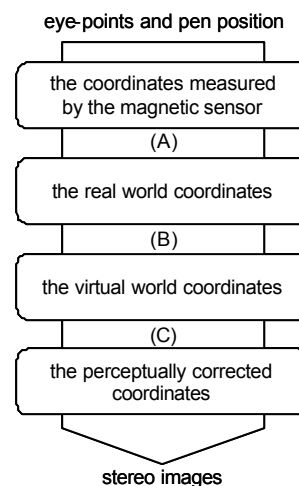 eye-points and pen position
the coordinates measured
by the magnetic sensor
(A)
the real world coordinates
(B)
the virtual world coordinates
(C)
the perceptually corrected
coordinates
stereo images